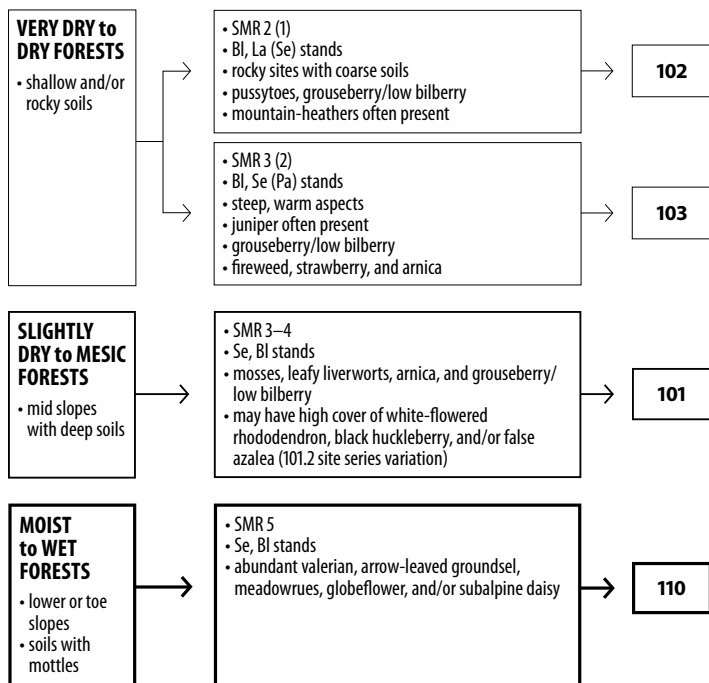 VERY DRY to
DRY FORESTS
• shallow and/or
rocky soils
• SMR 2 (1)
• Bl, La (Se) stands
• rocky sites with coarse soils
• pussytoes, grouseberry/low bilberry
• mountain-heathers often present
102
• SMR 3 (2)
• Bl, Se (Pa) stands
• steep, warm aspects
• juniper often present
• grouseberry/low bilberry
• fireweed, strawberry, and arnica
103
SLIGHTLY
DRY to MESIC
FORESTS
• mid slopes
with deep soils
• SMR 3–4
• Se, Bl stands
• mosses, leafy liverworts, arnica, and grouseberry/
low bilberry
• may have high cover of white-flowered
rhododendron, black huckleberry, and/or false
azalea (101.2 site series variation)
101
MOIST
to WET
FORESTS
• lower or toe
slopes
• soils with
mottles
• SMR 5
• Se, Bl stands
• abundant valerian, arrow-leaved groundsel,
meadowrues, globeflower, and/or subalpine daisy
110